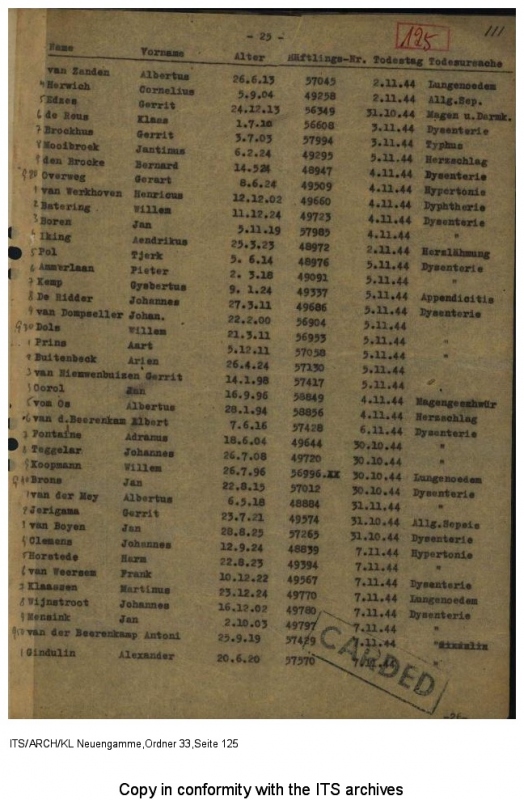 - 25 -
125
111
Name Vorname Alter Häftlings-Nr. Todestag Todesursache
van Zanden Albertus 26.6.13 57045 2.11.44 Lungenoedem
Herwich Cornelius 5.9.04 49258 2.11.44 Allg.Sep.
Edzes Gerrit 24.12.13 56349 31.10.44 Magen u.Darmk.
de Reus Klaas 1.7.10 56608 3.11.44 Dysenterie
Brockhus Gerrit 3.7.03 57994 3.11.44 Typhus
Mooibroek Jantinus 6.2.24 49295 5.11.44 Herzschlag
den Brocke Bernard 14.524 48947 4.11.44 Dysenterie
Overweg Gerart 8.6.24 49509 4.11.44 Hypertonie
van Werkhoven Henricus 12.12.02 49660 4.11.44 Dyphtherie
Batering Willem 11.12.24 49723 4.11.44 Dysenterie
Boren Jan 5.11.19 57985 4.11.44 "
Iking Hendrikus 25.3.23 48972 2.11.44 Herzlähmung
Pol Tjerk 5. 6.14 48976 5.11.44 Dysenterie
Ammerlaan Pieter 2. 3.18 49091 5.11.44 "
Kemp Gysbertus 9. 1.24 49337 5.11.44 Appendicitis
De Ridder Johannes 27.3.11 49686 5.11.44 Dysenterie
van Dompseller Johan. 22.2.00 56904 5.11.44
Dols Willem 21.3.11 56953 5.11.44 "
Prins Aart 5.12.11 57058 5.11.44 "
Buitenbeck Arien 26.4.24 57130 5.11.44
van Nieuwenhuizen Gerrit 14.1.98 57417 5.11.44 "
Oorol Jan 16.9.96 58849 4.11.44 Magengeschwür
vom Os Albertus 28.1.94 58856 4.11.44 Herzschlag
van d.Beerenkam Elbert 7.6.16 57428 6.11.44 Dysenterie
Fontaine Adramus 18.6.04 49644 30.10.44 "
Teggelar Johannes 26.7.08 49720 30.10.44 "
Koopmann Willem 26.7.96 56996.xx 30.10.44 Lungenoedem
Brons Jan 22.8.15 57012 30.10.44 Dysenterie
van der Mey Albertus 6.5.18 48884 31.11.44 "
Jerigama Gerrit 23.7.21 49574 31.10.44 Allg.Sepsis
van Boyen Jan 28.8.25 57265 31.10.44 Dysenterie
Clemens Johannes 12.9.24 48839 7.11.44 Hypertonie
Horstede Harm 22.8.23 49394 7.11.44 "
van Weersem Frank 10.12.22 49567 7.11.44 Dysenterie
Klaassen Martinus 23.12.24 49770 7.11.44 Lungenoedem
Wijnstroot Johannes 16.12.02 49780 7.11.44 Dysenterie
Mensink Jan 2.10.03 49797 7.11.44 "
van der Beerenkamp Antoni 25.9.19 57429 7.11.44 "
Gindulin Alexander 20.6.20 57570 "
CARDED
-26-
ITS/ARCH/KL Neuengamme,Ordner 33,Seite 125
Copy in conformity with the ITS archives